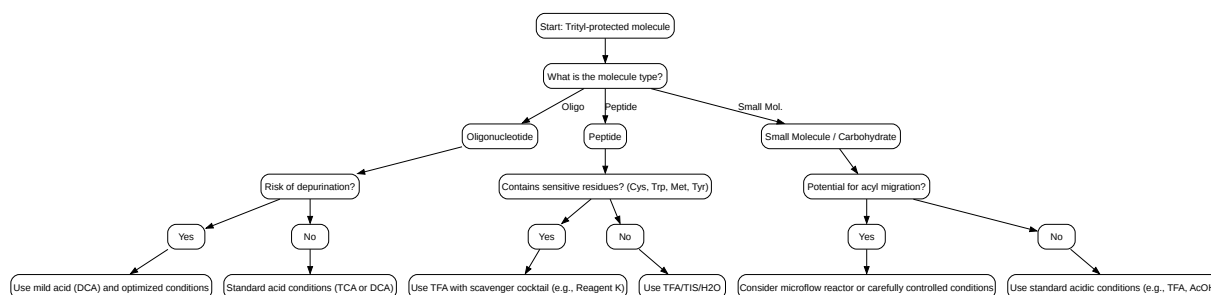 Start: Trityl-protected molecule
What is the molecule type?
Oligo
Peptide
Small Mol.
Oligonucleotide
Peptide
Small Molecule / Carbohydrate
Risk of depurination?
Contains sensitive residues? (Cys, Trp, Met, Tyr)
Potential for acyl migration?
Yes
No
Yes
No
Yes
No
Use mild acid (DCA) and optimized conditions
Standard acid conditions (TCA or DCA)
Use TFA with scavenger cocktail (e.g., Reagent K)
Use TFA/TIS/H2O
Consider microflow reactor or carefully controlled conditions
Use standard acidic conditions (e.g., TFA, AcOH